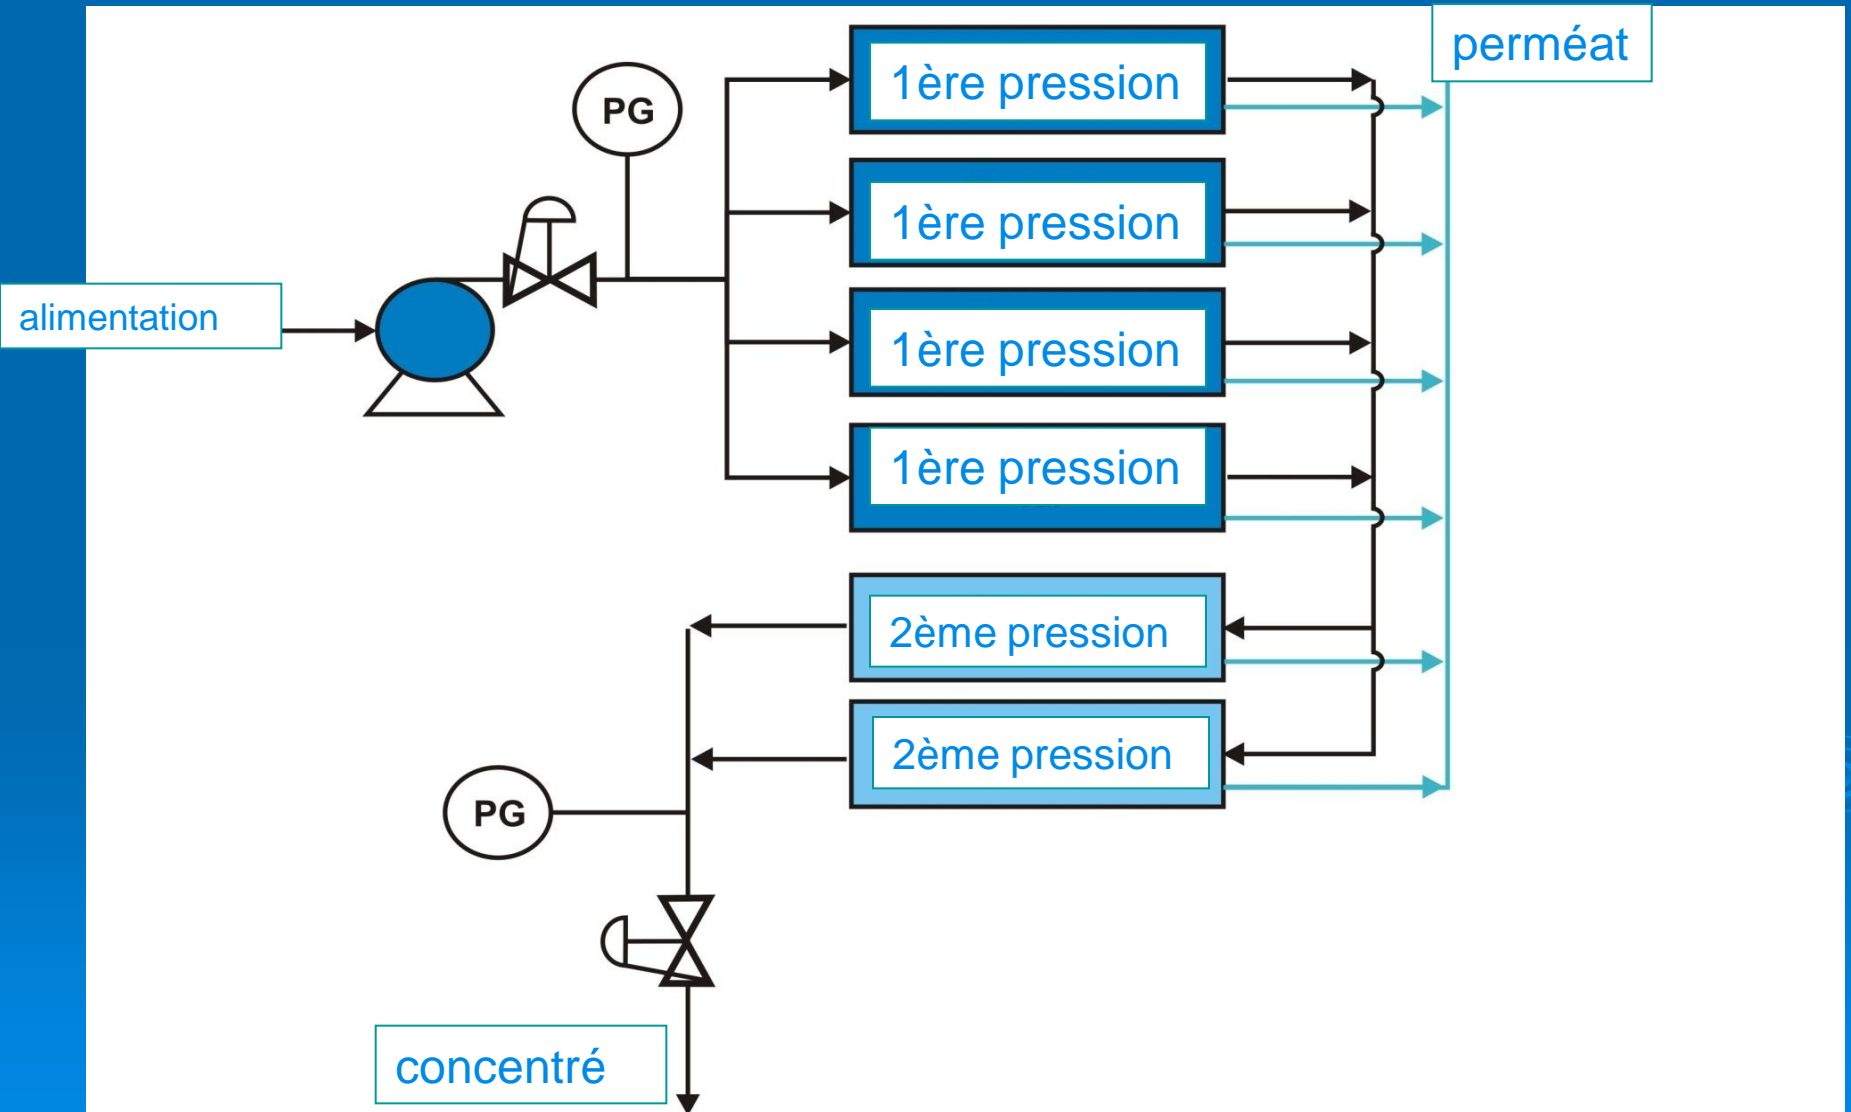 perméat
1ère pression
PG
1ère pression
alimentation
1ère pression
1ère pression
2ème pression
2ème pression
PG
concentré